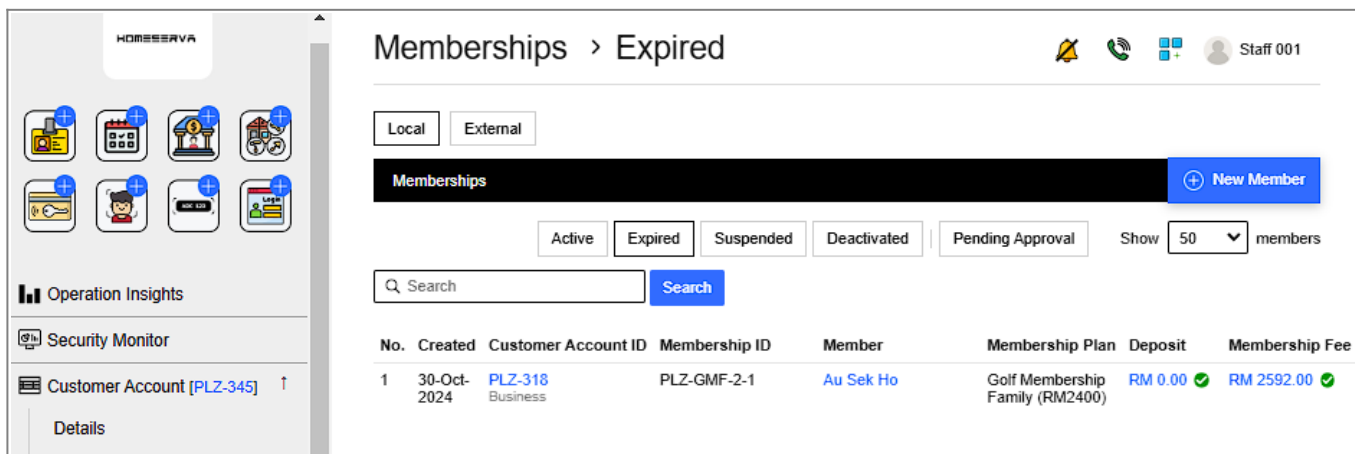 HOMESERVA
Memberships > Expired
Staff 001
Local
External
Memberships
New Member
Active
Expired
Suspended
Deactivated
Pending Approval
Show 50 members
Search
Search
Operation Insights
Security Monitor
Customer Account [PLZ-345] ↑
Details
No. Created Customer Account ID Membership ID Member Membership Plan Deposit Membership Fee
1 30-Oct- PLZ-318 PLZ-GMF-2-1 Au Sek Ho Golf Membership RM 0.00 RM 2592.00
2024 Business Family (RM2400)